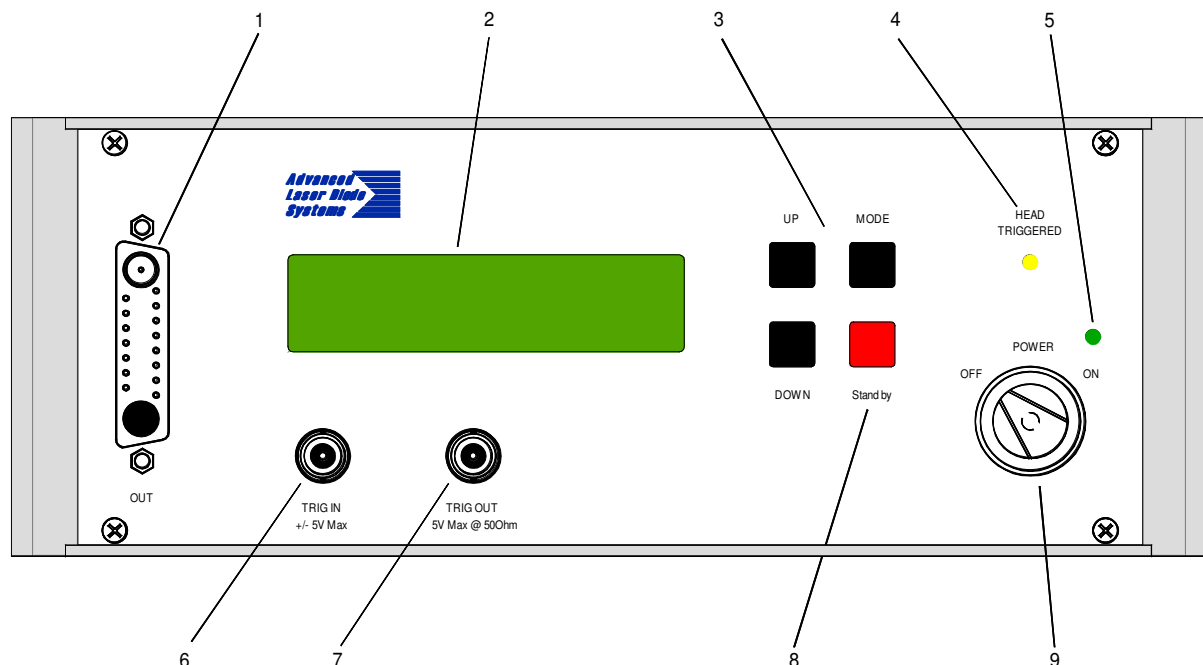 1 2 3 4 5
Advanced
Laser Diode
Systems
UP MODE
HEAD
TRIGGERED
POWER
OFF ON
DOWN Stand by
OUT
TRIG IN
+/- 5V Max
TRIG OUT
5V Max @ 50Ohm
6 7 8 9